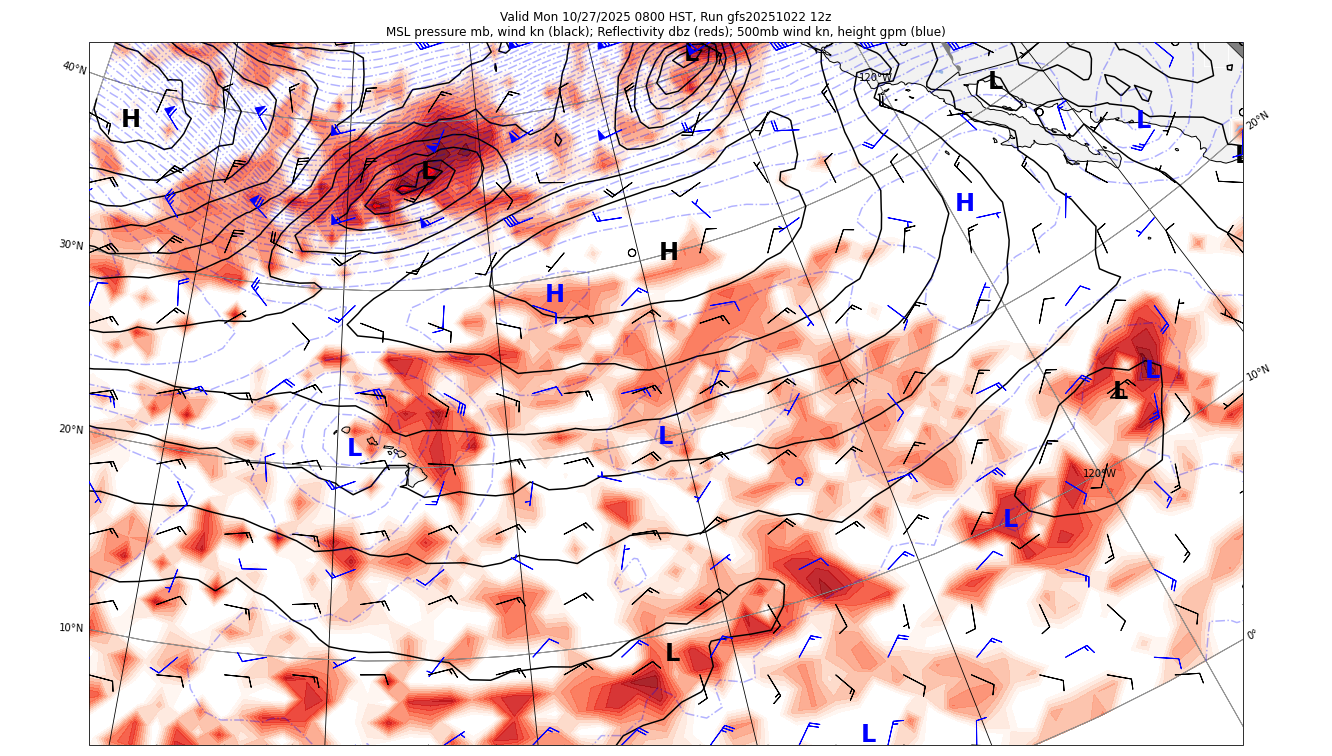 Valid Mon 10/27/2025 0800 HST, Run gfs20251022 12z
MSL pressure mb, wind kn (black); Reflectivity dbz (reds); 500mb wind kn, height gpm (blue)
L
40°N
120°W
L
H
L
20°N
L
L
H
30°N
H
H
L
10°N
L
20°N
L
L
120°W
L
10°N
0°
L
L